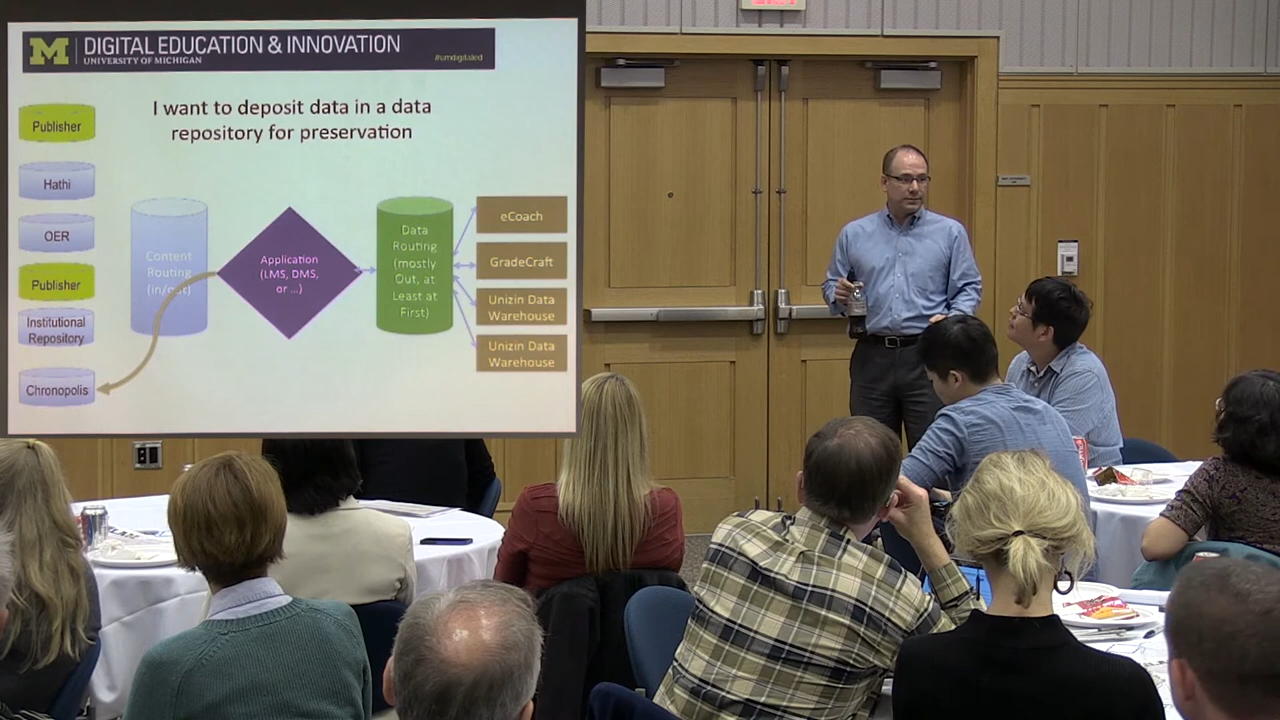 M DIGITAL EDUCATION & INNOVATION
UNIVERSITY OF MICHIGAN
#umdigitaled
I want to deposit data in a data
repository for preservation
Publisher
Hathi
OER
Publisher
Institutional
Repository
Chronopolis
Content
Routing
(in/out)
Application
(LMS, DMS,
or ...)
Data
Routing
(mostly
Out, at
Least at
First)
eCoach
GradeCraft
Unizin Data
Warehouse
Unizin Data
Warehouse